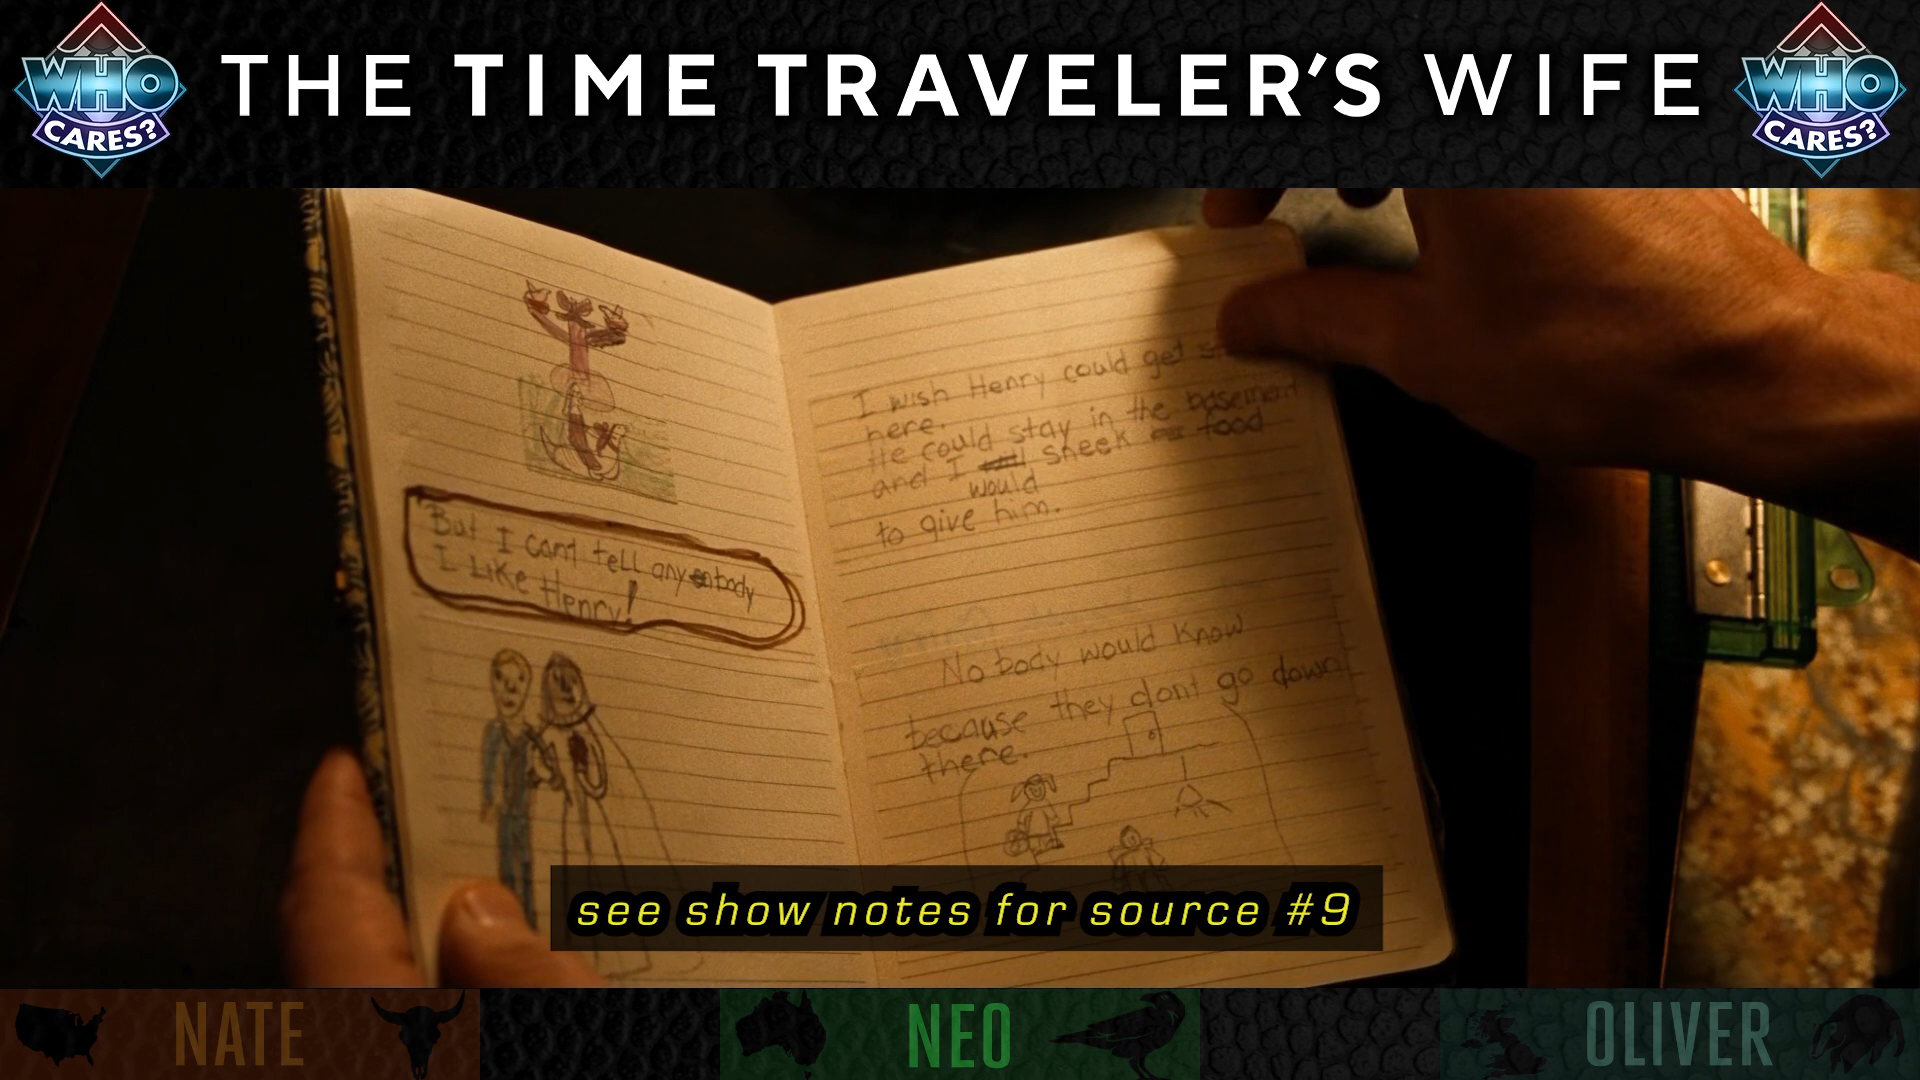 WHO
CARES?
THE TIME TRAVELER'S WIFE
WHO
CARES?
But I cant tell anybody
I Like Henry!
I wish Henry could get
here.
He could stay in the basement
and I would sneek food
to give him.
No body would know
because they dont go down
there.
see show notes for source #9
NATE
NEO
OLIVER